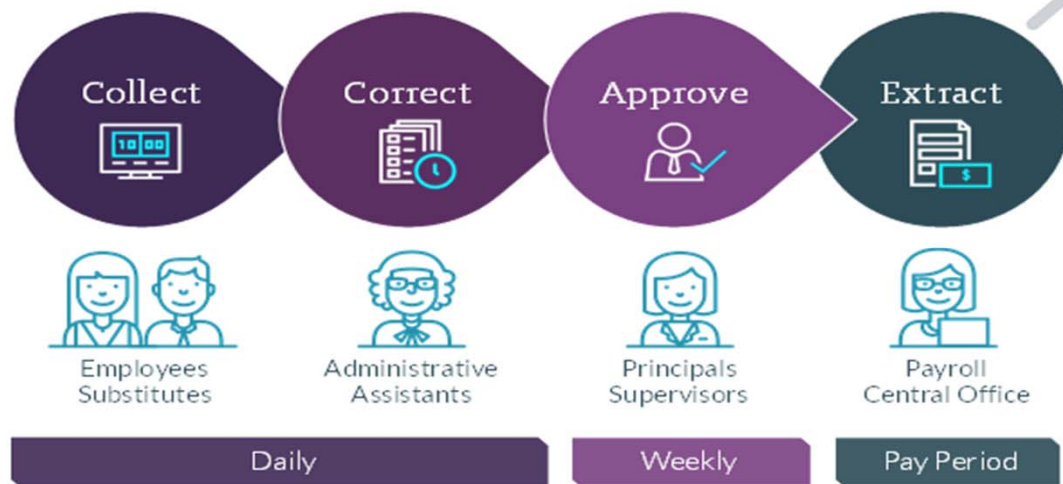 Collect
Correct
Approve
Extract
10 00
$
Employees
Substitutes
Administrative
Assistants
Principals
Supervisors
Payroll
Central Office
Daily
Weekly
Pay Period